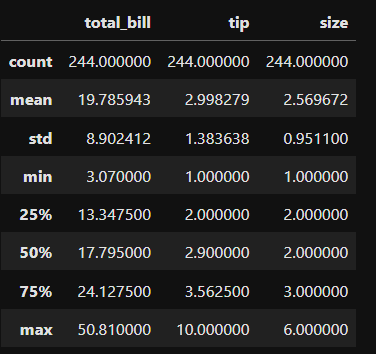 total_bill tip size
count 244.000000 244.000000 244.000000
mean 19.785943 2.998279 2.569672
std 8.902412 1.383638 0.951100
min 3.070000 1.000000 1.000000
25% 13.347500 2.000000 2.000000
50% 17.795000 2.900000 2.000000
75% 24.127500 3.562500 3.000000
max 50.810000 10.000000 6.000000